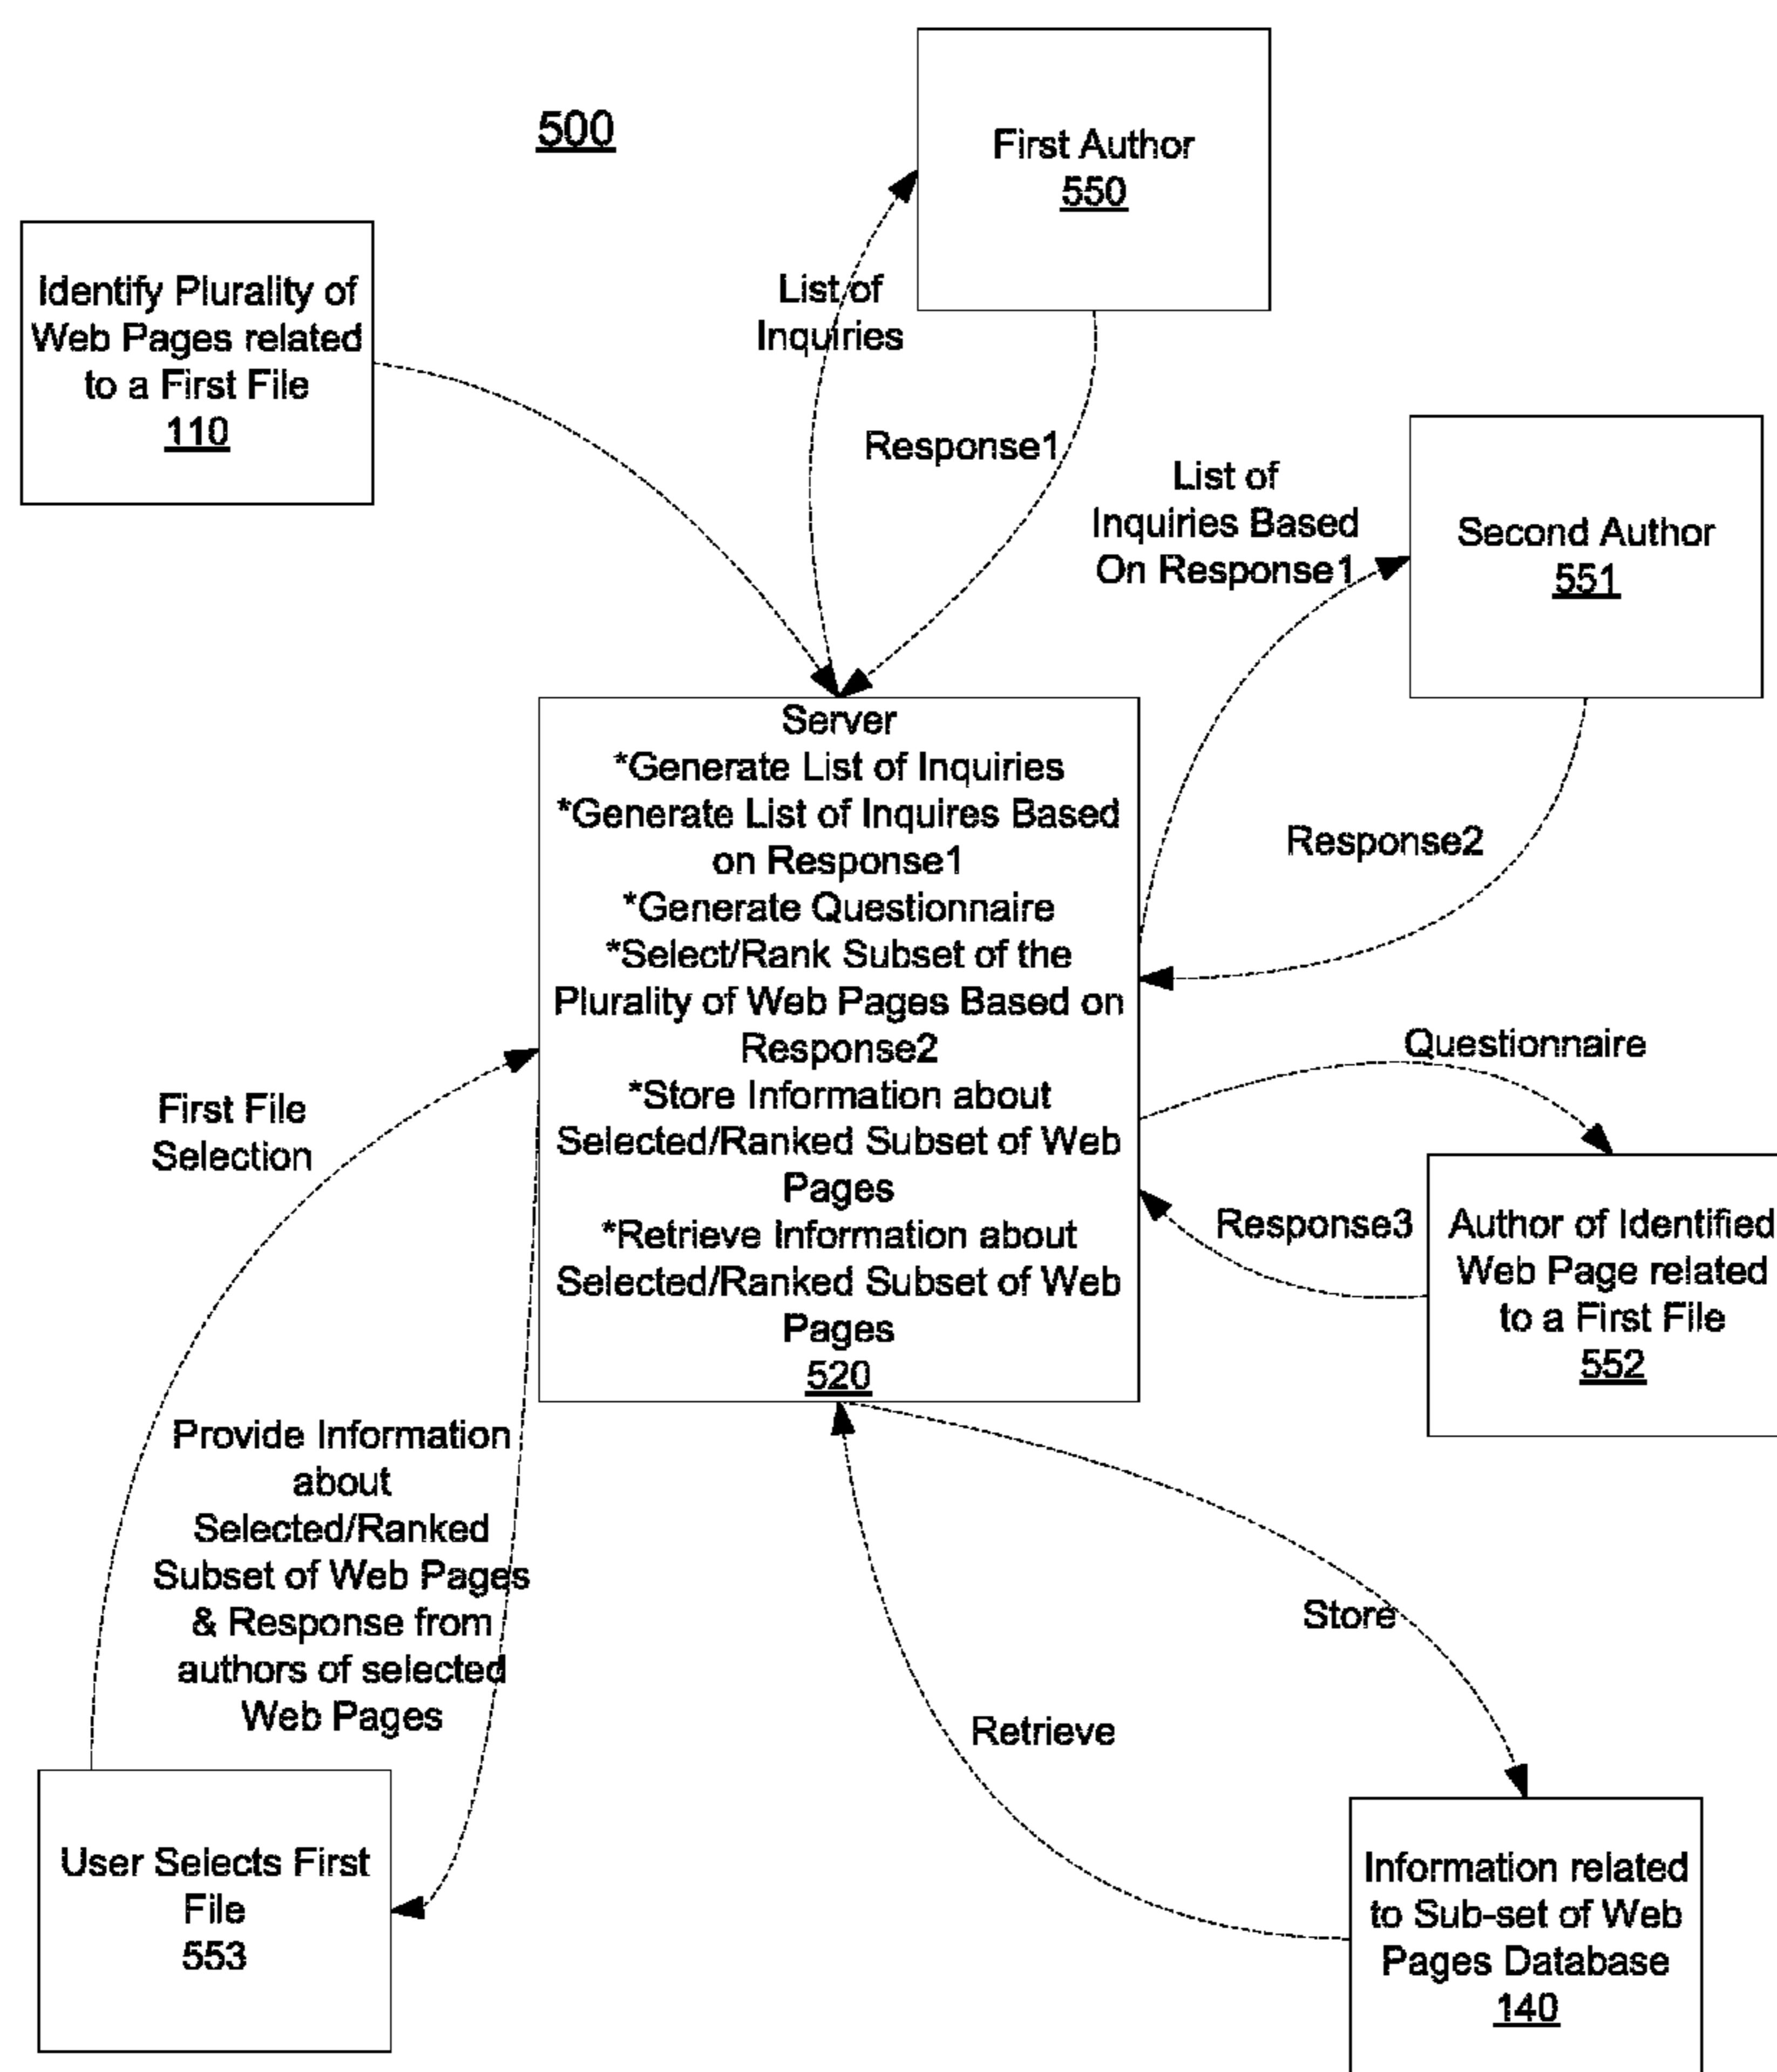 500
First Author
550
Identify Plurality of
Web Pages related
to a First File
110
List of
Inquiries
Response1
List of
Inquiries Based
On Response1
Second Author
551
Response2
Server
*Generate List of Inquiries
*Generate List of Inquires Based
on Response1
*Generate Questionnaire
*Select/Rank Subset of the
Plurality of Web Pages Based on
Response2
*Store Information about
Selected/Ranked Subset of Web
Pages
*Retrieve Information about
Selected/Ranked Subset of Web
Pages
520
Questionnaire
Response3
Author of Identified
Web Page related
to a First File
552
First File
Selection
Provide Information
about
Selected/Ranked
Subset of Web Pages
& Response from
authors of selected
Web Pages
User Selects First
File
553
Store
Retrieve
Information related
to Sub-set of Web
Pages Database
140